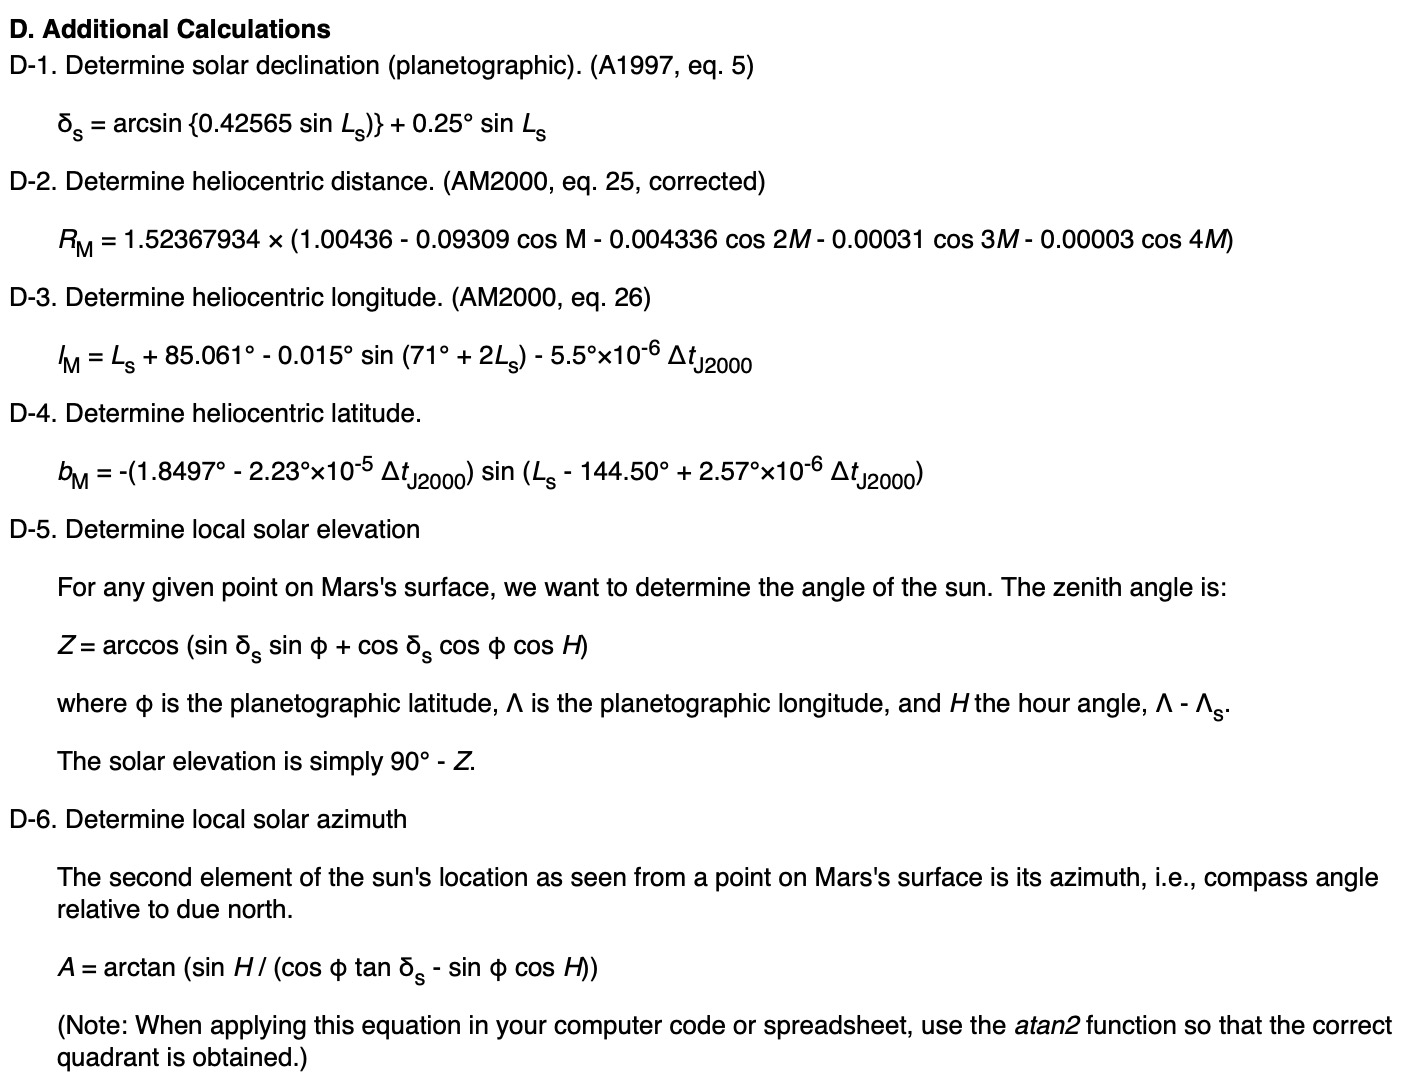 D. Additional Calculations
D-1. Determine solar declination (planetographic). (A1997, eq. 5)
δs = arcsin {0.42565 sin Ls)} + 0.25° sin Ls
D-2. Determine heliocentric distance. (AM2000, eq. 25, corrected)
RM = 1.52367934 × (1.00436 - 0.09309 cos M - 0.004336 cos 2M - 0.00031 cos 3M - 0.00003 cos 4M)
D-3. Determine heliocentric longitude. (AM2000, eq. 26)
lM = Ls + 85.061° - 0.015° sin (71° + 2Ls) - 5.5°×10-6 ΔtJ2000
D-4. Determine heliocentric latitude.
bM = -(1.8497° - 2.23°×10-5 ΔtJ2000) sin (Ls - 144.50° + 2.57°×10-6 ΔtJ2000)
D-5. Determine local solar elevation
For any given point on Mars's surface, we want to determine the angle of the sun. The zenith angle is:
Z = arccos (sin δs sin φ + cos δs cos φ cos H)
where φ is the planetographic latitude, Λ is the planetographic longitude, and H the hour angle, Λ - Λs.
The solar elevation is simply 90° - Z.
D-6. Determine local solar azimuth
The second element of the sun's location as seen from a point on Mars's surface is its azimuth, i.e., compass angle
relative to due north.
A = arctan (sin H / (cos φ tan δs - sin φ cos H))
(Note: When applying this equation in your computer code or spreadsheet, use the atan2 function so that the correct
quadrant is obtained.)